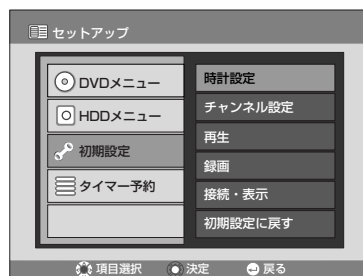 セットアップ
DVDメニュー
HDDメニュー
初期設定
タイマー予約
時計設定
チャンネル設定
再生
録画
接続・表示
初期設定に戻す
項目選択 決定 戻る